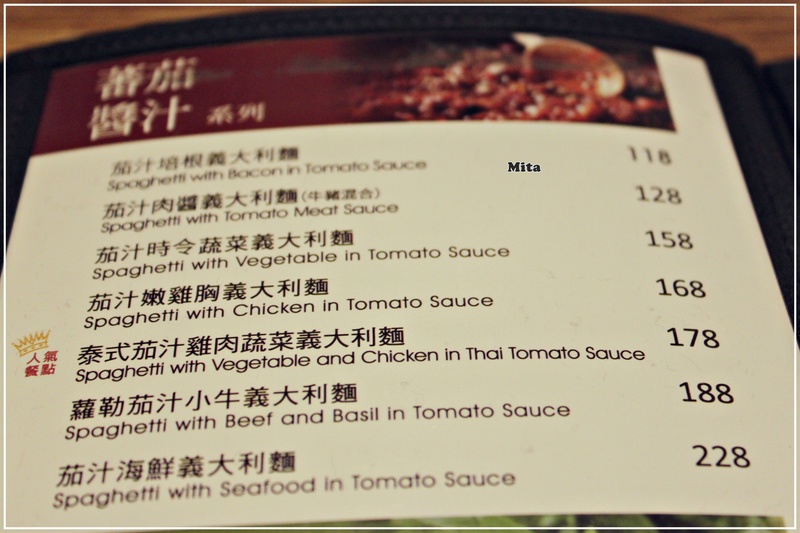 蕃茄
醬汁 系列
茄汁培根義大利麵 118
Spaghetti with Bacon in Tomato Sauce
Mita
茄汁肉醬義大利麵(牛豬混合) 128
Spaghetti with Tomato Meat Sauce
茄汁時令蔬菜義大利麵 158
Spaghetti with Vegetable in Tomato Sauce
茄汁嫩雞胸義大利麵 168
Spaghetti with Chicken in Tomato Sauce
人氣
餐點
泰式茄汁雞肉蔬菜義大利麵 178
Spaghetti with Vegetable and Chicken in Thai Tomato Sauce
蘿勒茄汁小牛義大利麵 188
Spaghetti with Beef and Basil in Tomato Sauce
茄汁海鮮義大利麵 228
Spaghetti with Seafood in Tomato Sauce